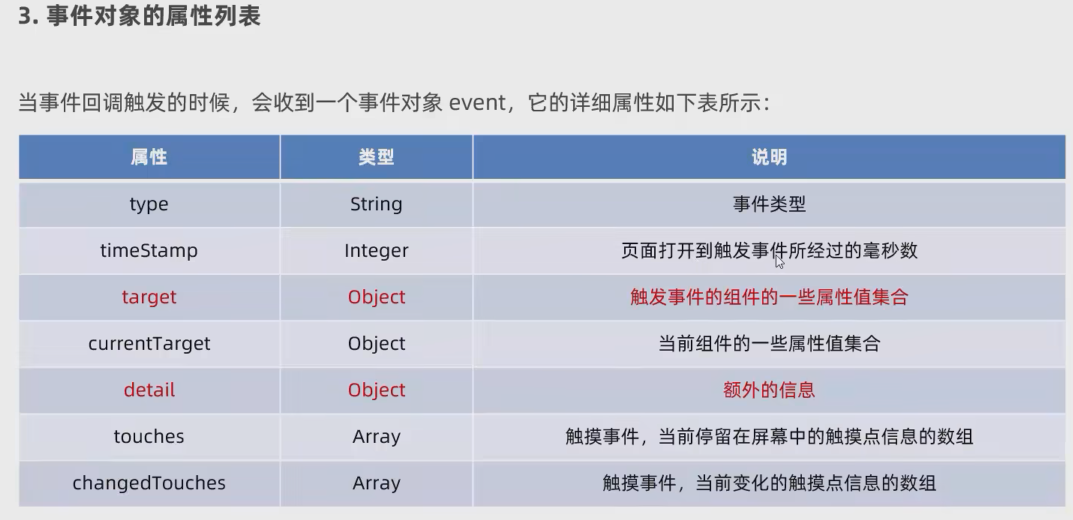 3. 事件对象的属性列表
当事件回调触发的时候，会收到一个事件对象 event，它的详细属性如下表所示：
属性 类型 说明
type String 事件类型
timeStamp Integer 页面打开到触发事件所经过的毫秒数
target Object 触发事件的组件的一些属性值集合
currentTarget Object 当前组件的一些属性值集合
detail Object 额外的信息
touches Array 触摸事件，当前停留在屏幕中的触摸点信息的数组
changedTouches Array 触摸事件，当前变化的触摸点信息的数组